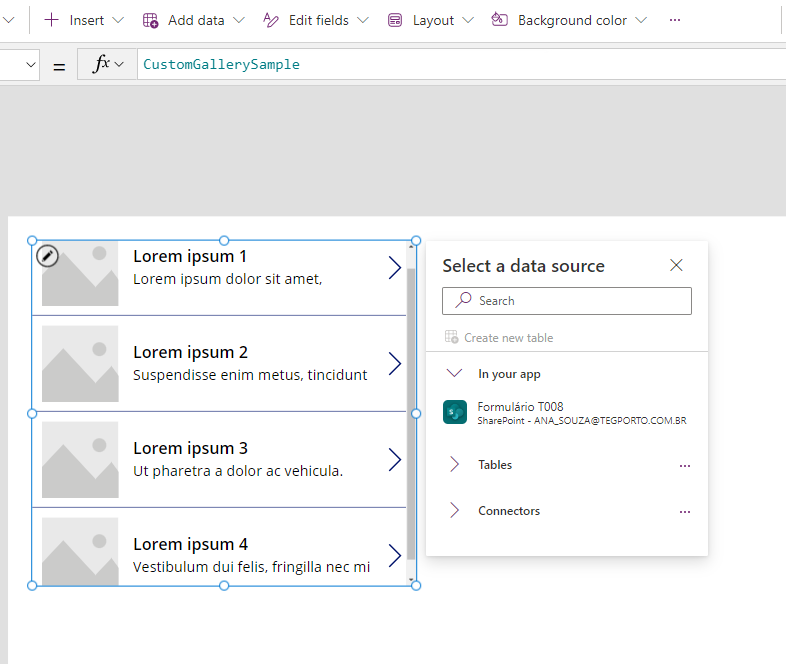 Insert Add data Edit fields Layout Background color ...
= fx CustomGallerySample
Lorem ipsum 1
Lorem ipsum dolor sit amet,
Lorem ipsum 2
Suspendisse enim metus, tincidunt
Lorem ipsum 3
Ut pharetra a dolor ac vehicula.
Lorem ipsum 4
Vestibulum dui felis, fringilla nec mi
Select a data source
Search
Create new table
In your app
Formulário T008
SharePoint - ANA_SOUZA@TEGPORTO.COM.BR
Tables ...
Connectors ...